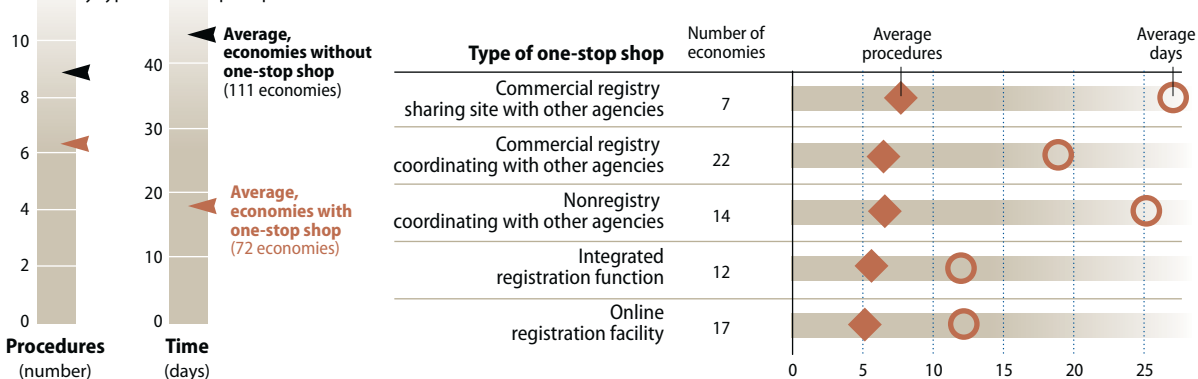 10
8
6
4
2
0
Procedures
(number)
40
30
20
10
0
Time
(days)
Average,
economies without
one-stop shop
(111 economies)
Average,
economies with
one-stop shop
(72 economies)
Type of one-stop shop
Number of
economies
Average
procedures
Average
days
Commercial registry
sharing site with other agencies
7
Commercial registry
coordinating with other agencies
22
Nonregistry
coordinating with other agencies
14
Integrated
registration function
12
Online
registration facility
17
0 5 10 15 20 25